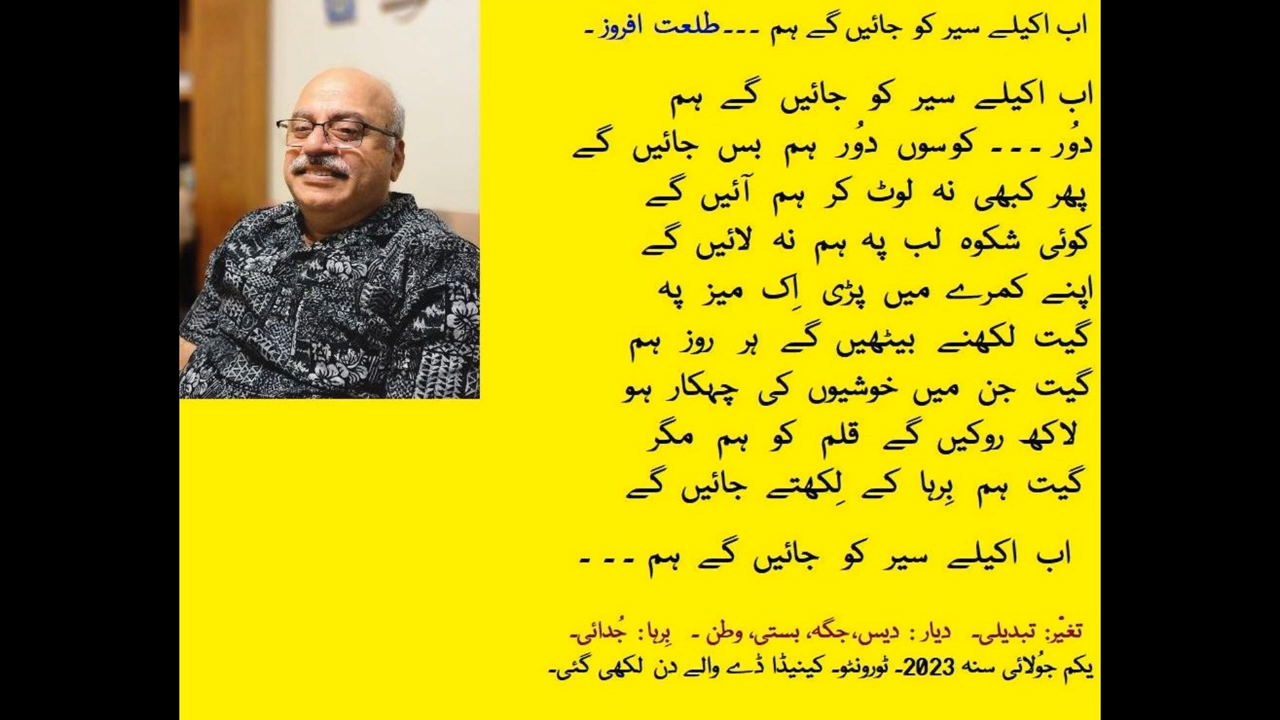 اب اکیلے سیر کو جائیں گے ہم ---طلعت افروز ۔
اب اکیلے سیر کو جائیں گے ہم
دوُر --- کوسوں دوُر ہم بس جائیں گے
پھر کبھی نہ لوٹ کر ہم آئیں گے
کوئی شکوہ لب پہ ہم نہ لائیں گے
اپنے کمرے میں پڑی اِک میز پہ
گیت لکھنے بیٹھیں گے ہر روز ہم
گیت جن میں خوشیوں کی چہکار ہو
لاکھ روکیں گے قلم کو ہم مگر
گیت ہم بِرہا کے لِکھتے جائیں گے
اب اکیلے سیر کو جائیں گے ہم ---
تغیّر: تبدیلی۔ دیار : دیس،جگہ، بستی، وطن ۔ بِرہا : جُدائی۔
یکم جوُلائی سنہ 2023۔ ٹورونٹو۔ کینیڈا ڈے والے دن لکھی گئی۔